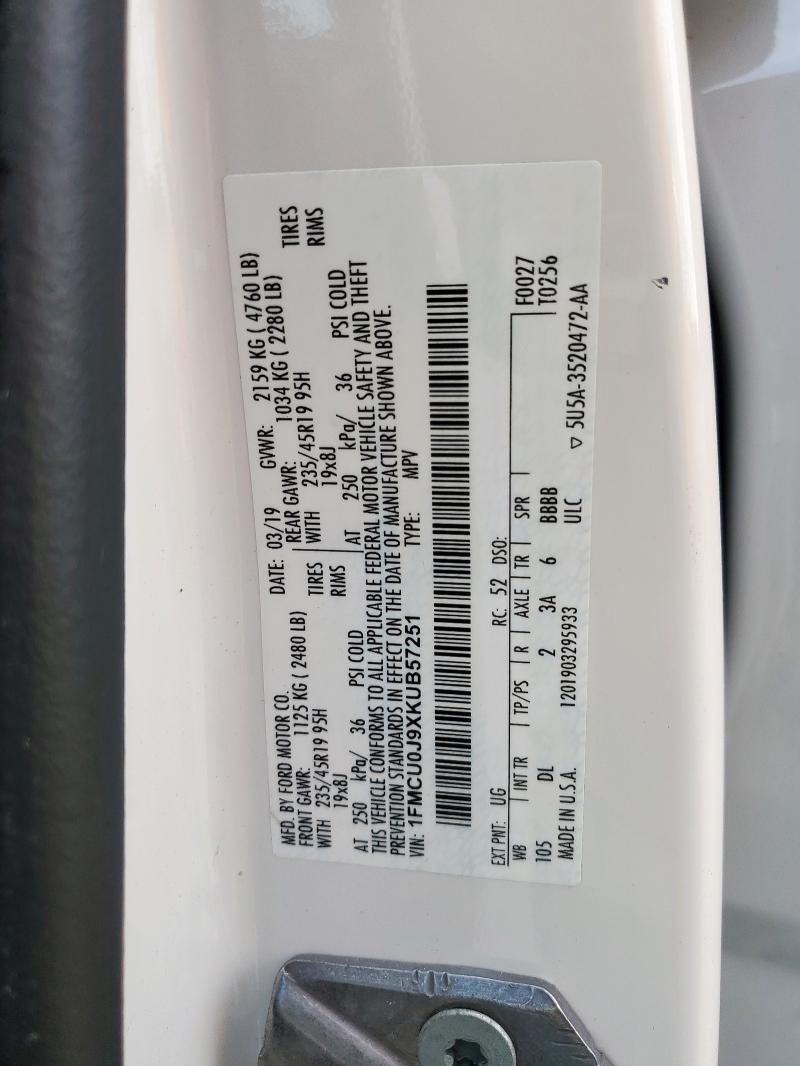 MFD. BY FORD MOTOR CO.
DATE: 03/19 GVWR: 2159 KG ( 4760 LB)
FRONT GAWR: 1125 KG ( 2480 LB) REAR GAWR: 1034 KG ( 2280 LB)
WITH 235/45R19 95H TIRES WITH 235/45R19 95H TIRES
19x8J RIMS 19x8J RIMS
AT 250 kPa/ 36 PSI COLD AT 250 kPa/ 36 PSI COLD
THIS VEHICLE CONFORMS TO ALL APPLICABLE FEDERAL MOTOR VEHICLE SAFETY AND THEFT
PREVENTION STANDARDS IN EFFECT ON THE DATE OF MANUFACTURE SHOWN ABOVE.
VIN: 1FMCU0J9XKUB57251 TYPE: MPV
EXT PNT: UG RC: 52 DSO: F0027
WB INT TR TP/PS R AXLE TR SPR T0256
105 DL 2 3A 6 BBBB
MADE IN U.S.A. 1201903295933 ULC ▽ 5U5A-3520472-AA